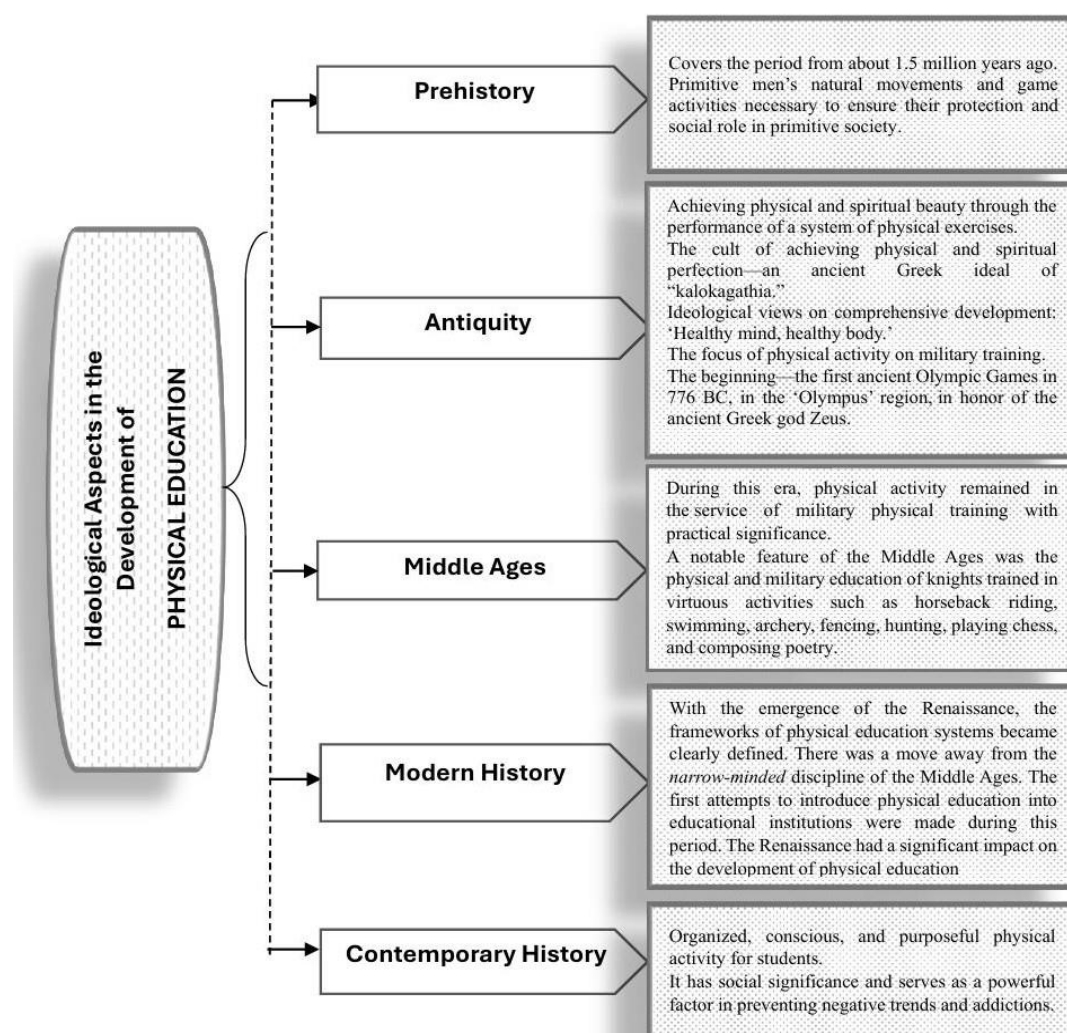 Ideological Aspects in the
Development of
PHYSICAL EDUCATION
Prehistory
Covers the period from about 1.5 million years ago.
Primitive men’s natural movements and game
activities necessary to ensure their protection and
social role in primitive society.
Antiquity
Achieving physical and spiritual beauty through the
performance of a system of physical exercises.
The cult of achieving physical and spiritual
perfection—an ancient Greek ideal of
“kalokagathia.”
Ideological views on comprehensive development:
‘Healthy mind, healthy body.’
The focus of physical activity on military training.
The beginning—the first ancient Olympic Games in
776 BC, in the ‘Olympus’ region, in honor of the
ancient Greek god Zeus.
Middle Ages
During this era, physical activity remained in
the service of military physical training with
practical significance.
A notable feature of the Middle Ages was the
physical and military education of knights trained in
virtuous activities such as horseback riding,
swimming, archery, fencing, hunting, playing chess,
and composing poetry.
Modern History
With the emergence of the Renaissance, the
frameworks of physical education systems became
clearly defined. There was a move away from the
narrow-minded discipline of the Middle Ages. The
first attempts to introduce physical education into
educational institutions were made during this
period. The Renaissance had a significant impact on
the development of physical education
Contemporary History
Organized, conscious, and purposeful physical
activity for students.
It has social significance and serves as a powerful
factor in preventing negative trends and addictions.